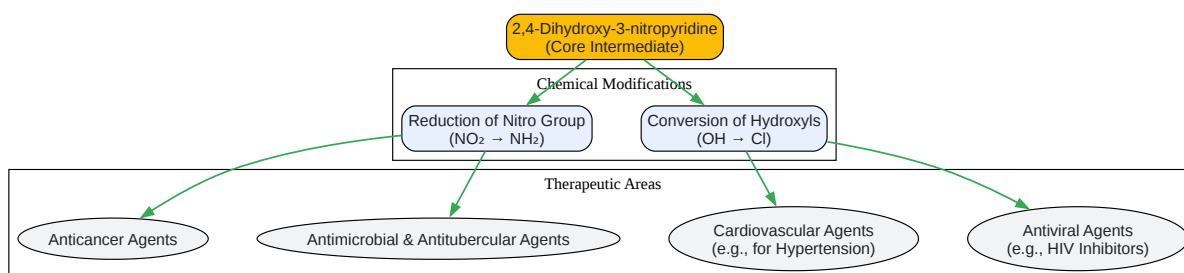 2,4-Dihydroxy-3-nitropyridine
(Core Intermediate)
Chemical Modifications
Reduction of Nitro Group
(NO₂ → NH₂)
Conversion of Hydroxyls
(OH → Cl)
Therapeutic Areas
Anticancer Agents
Antimicrobial & Antitubercular Agents
Cardiovascular Agents
(e.g., for Hypertension)
Antiviral Agents
(e.g., HIV Inhibitors)